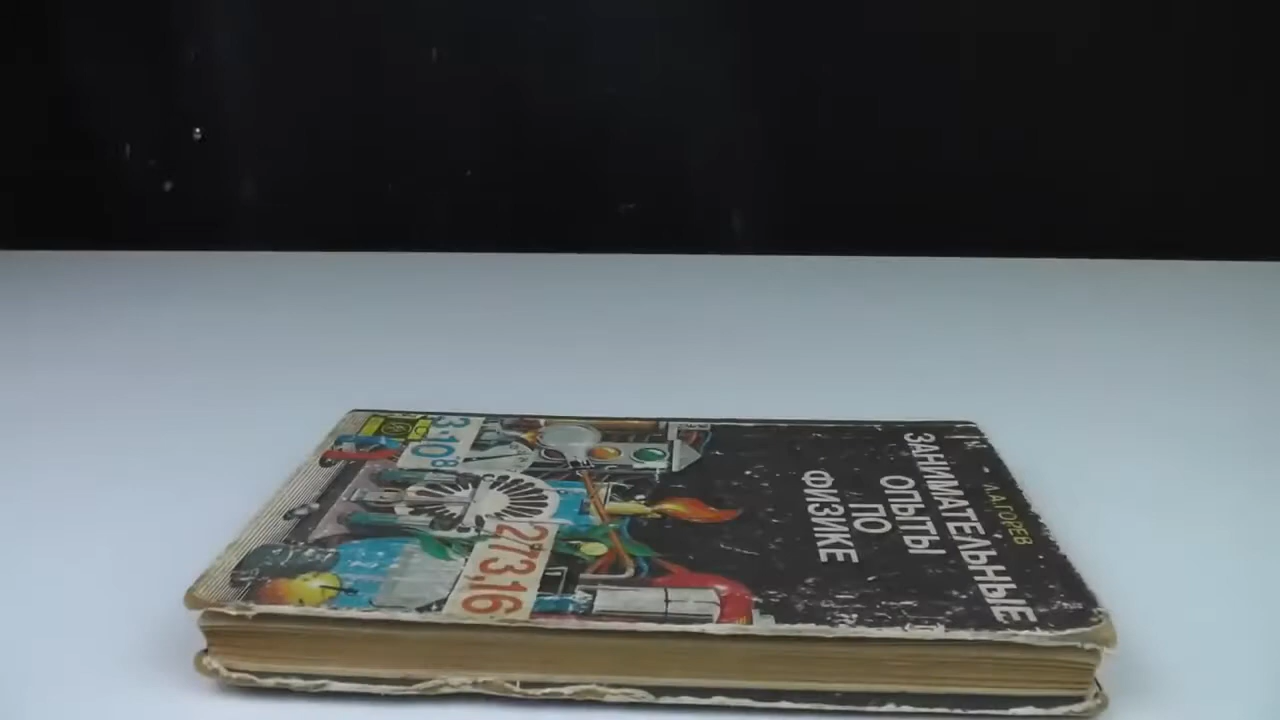 Л.А. ГОРЕВ
ЗАНИМАТЕЛЬНЫЕ
ОПЫТЫ
ПО
ФИЗИКЕ
3·10⁸
273,16